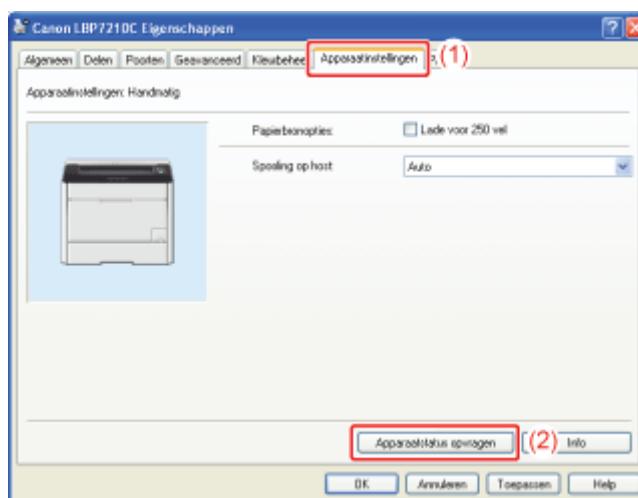 Canon LBP7210C Eigenschappen
Algemeen Delen Poorten Geavanceerd Kleurbehee Apparaatinstellingen (1)
Apparaatinstellingen: Handmatig
Papierbronopties: Lade voor 250 vel
Spooling op host: Auto
Apparaatstatus opvragen (2) Info
OK Annuleren Toepassen Help